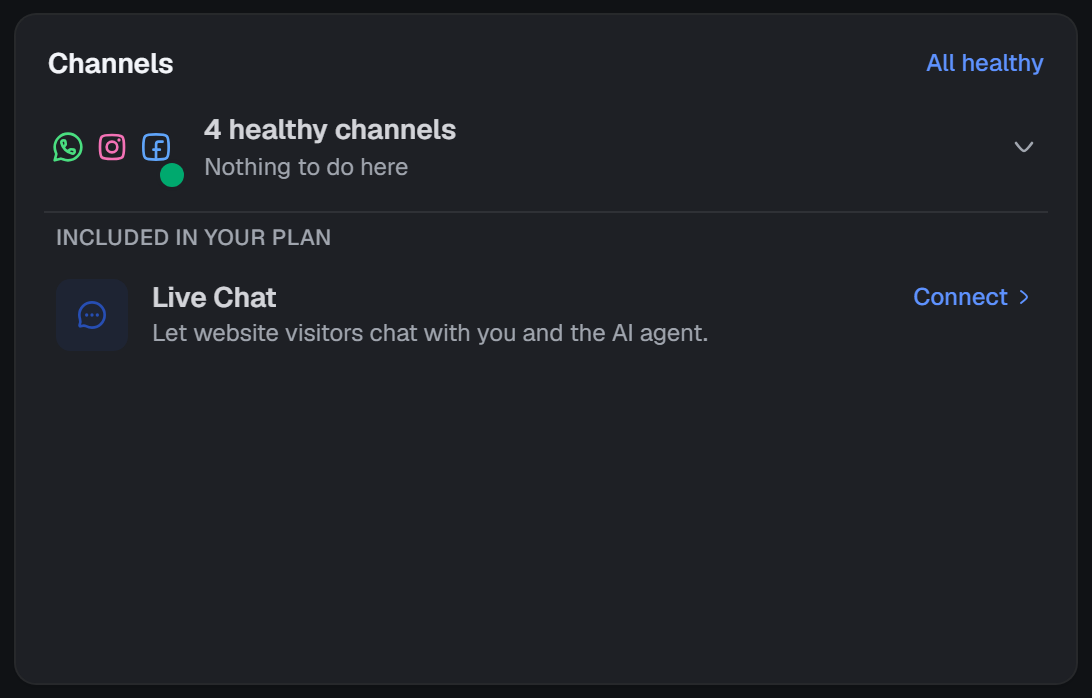 Channels
All healthy
4 healthy channels
Nothing to do here
INCLUDED IN YOUR PLAN
Live Chat
Connect
Let website visitors chat with you and the AI agent.